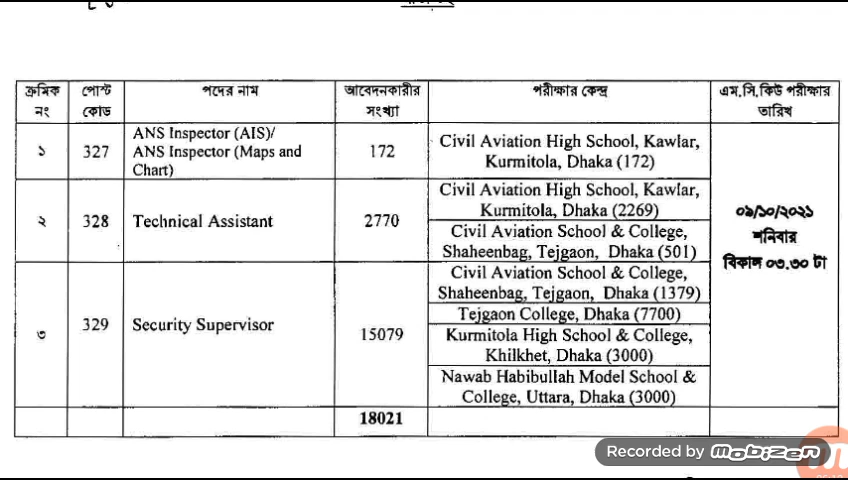 ক্রমিক নং
পোস্ট কোড
পদের নাম
আবেদনকারীর সংখ্যা
পরীক্ষার কেন্দ্র
এম.সি.কিউ পরীক্ষার তারিখ
১
327
ANS Inspector (AIS)/
ANS Inspector (Maps and
Chart)
172
Civil Aviation High School, Kawlar,
Kurmitola, Dhaka (172)
০৯/১০/২০২১
শনিবার
বিকাল ০৩.৩০ টা
২
328
Technical Assistant
2770
Civil Aviation High School, Kawlar,
Kurmitola, Dhaka (2269)
Civil Aviation School & College,
Shaheenbag, Tejgaon, Dhaka (501)
৩
329
Security Supervisor
15079
Civil Aviation School & College,
Shaheenbag, Tejgaon, Dhaka (1379)
Tejgaon College, Dhaka (7700)
Kurmitola High School & College,
Khilkhet, Dhaka (3000)
Nawab Habibullah Model School &
College, Uttara, Dhaka (3000)
18021
Recorded by mobizen